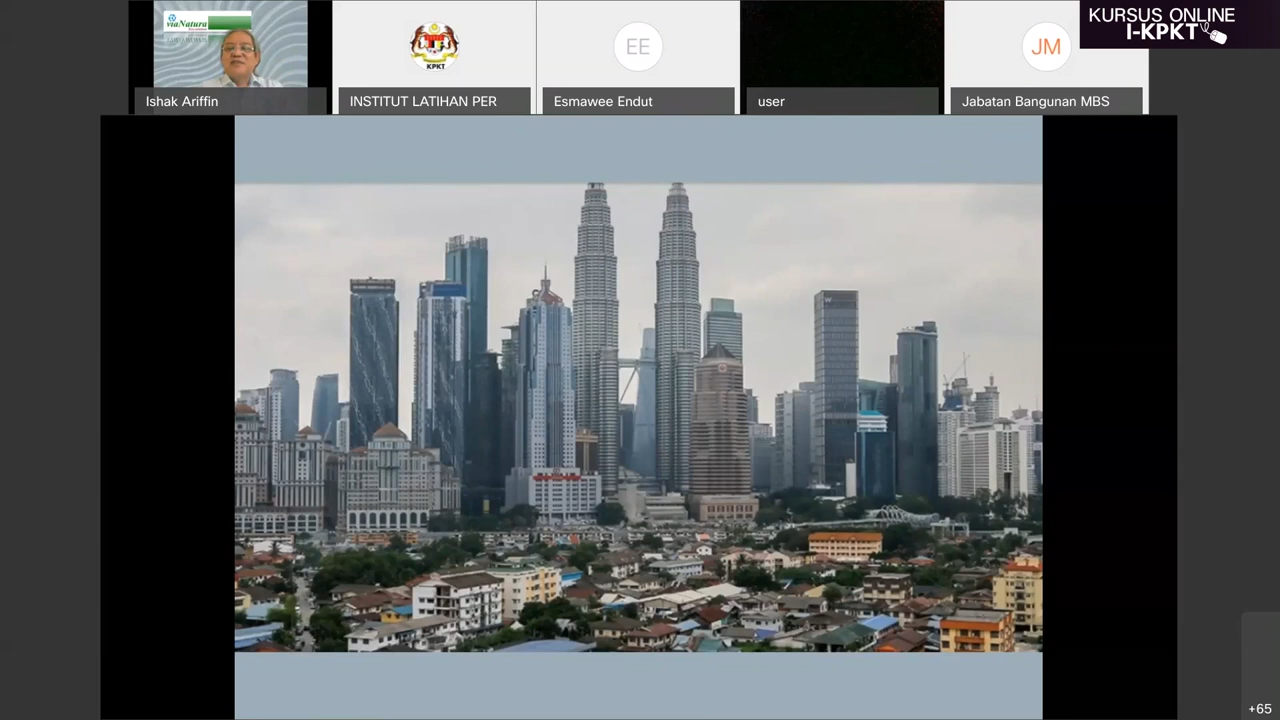 viaNatura
Ishak Ariffin
KPKT
INSTITUT LATIHAN PER
EE
Esmawee Endut
user
JM
Jabatan Bangunan MBS
KURSUS ONLINE
I-KPKT
W
+65